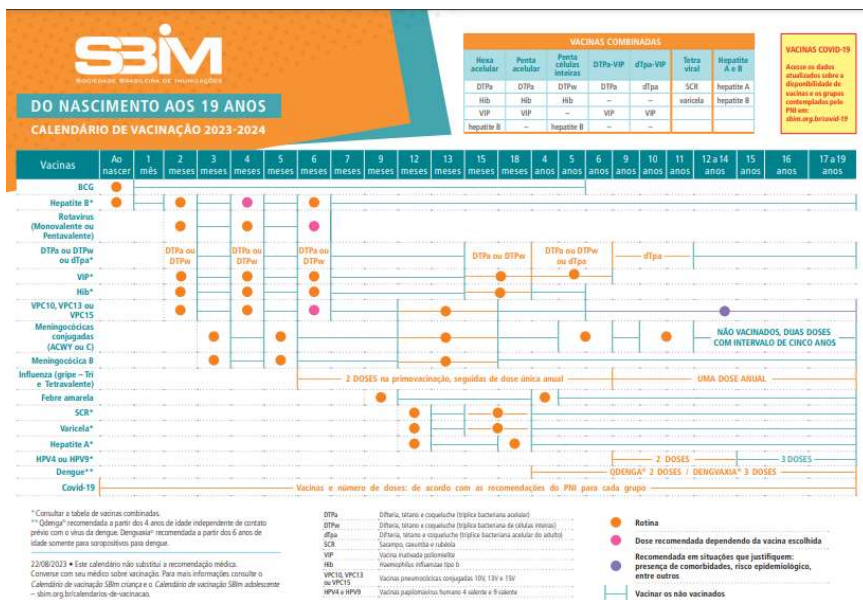 SBIM
SOCIEDADE BRASILEIRA DE IMUNIZAÇÕES
DO NASCIMENTO AOS 19 ANOS
CALENDÁRIO DE VACINAÇÃO 2023-2024
VACINAS COMBINADAS
Hexa acelular Penta acelular Penta células inteiras DTPa-VIP dTpa-VIP Tetra viral Hepatite A e B
DTPa DTPa DTPw DTPa dTpa SCR hepatite A
Hib Hib Hib – – varicela hepatite B
VIP VIP – VIP VIP
hepatite B – hepatite B – –
VACINAS COVID-19
Acesse os dados
atualizados sobre a
disponibilidade de
vacinas e os grupos
contemplados pelo
PNI em:
sbim.org.br/covid-19
Vacinas Ao nascer 1 mês 2 meses 3 meses 4 meses 5 meses 6 meses 7 meses 9 meses 12 meses 13 meses 15 meses 18 meses 4 anos 5 anos 6 anos 9 anos 10 anos 11 anos 12 a 14 anos 15 anos 16 anos 17 a 19 anos
BCG
Hepatite B*
Rotavírus
(Monovalente ou
Pentavalente)
DTPa ou DTPw
ou dTpa*
DTPa ou DTPw DTPa ou DTPw DTPa ou DTPw DTPa ou DTPw DTPa ou DTPw ou dTpa dTpa
VIP*
Hib*
VPC10, VPC13 ou
VPC15
Meningocócicas
conjugadas
(ACWY ou C)
NÃO VACINADOS, DUAS DOSES
COM INTERVALO DE CINCO ANOS
Meningocócica B
Influenza (gripe – Tri
e Tetravalente)
2 DOSES na primovacinação, seguidas de dose única anual UMA DOSE ANUAL
Febre amarela
SCR*
Varicela*
Hepatite A*
HPV4 ou HPV9* 2 DOSES 3 DOSES
Dengue** QDENGA® 2 DOSES / DENGVAXIA® 3 DOSES
Covid-19 Vacinas e número de doses: de acordo com as recomendações do PNI para cada grupo
* Consultar a tabela de vacinas combinadas.
** Qdenga® recomendada a partir dos 4 anos de idade independente de contato
prévio com o vírus da dengue. Dengvaxia® recomendada a partir dos 6 anos de
idade somente para soropositivos para dengue.
22/08/2023 • Este calendário não substitui a recomendação médica.
Converse com seu médico sobre vacinação. Para mais informações consulte o
Calendário de vacinação SBIm criança e o Calendário de vacinação SBIm adolescente
– sbim.org.br/calendarios-de-vacinacao.
DTPa Difteria, tétano e coqueluche (tríplice bacteriana acelular)
DTPw Difteria, tétano e coqueluche (tríplice bacteriana de células inteiras)
dTpa Difteria, tétano e coqueluche (tríplice bacteriana acelular do adulto)
SCR Sarampo, caxumba e rubéola
VIP Vacina inativada poliomielite
Hib Haemophilus influenzae tipo b
VPC10, VPC13 ou VPC15 Vacinas pneumocócicas conjugadas 10V, 13V e 15V
HPV4 e HPV9 Vacinas papilomavírus humano 4-valente e 9-valente
Rotina
Dose recomendada dependendo da vacina escolhida
Recomendada em situações que justifiquem:
presença de comorbidades, risco epidemiológico,
entre outros
Vacinar os não vacinados